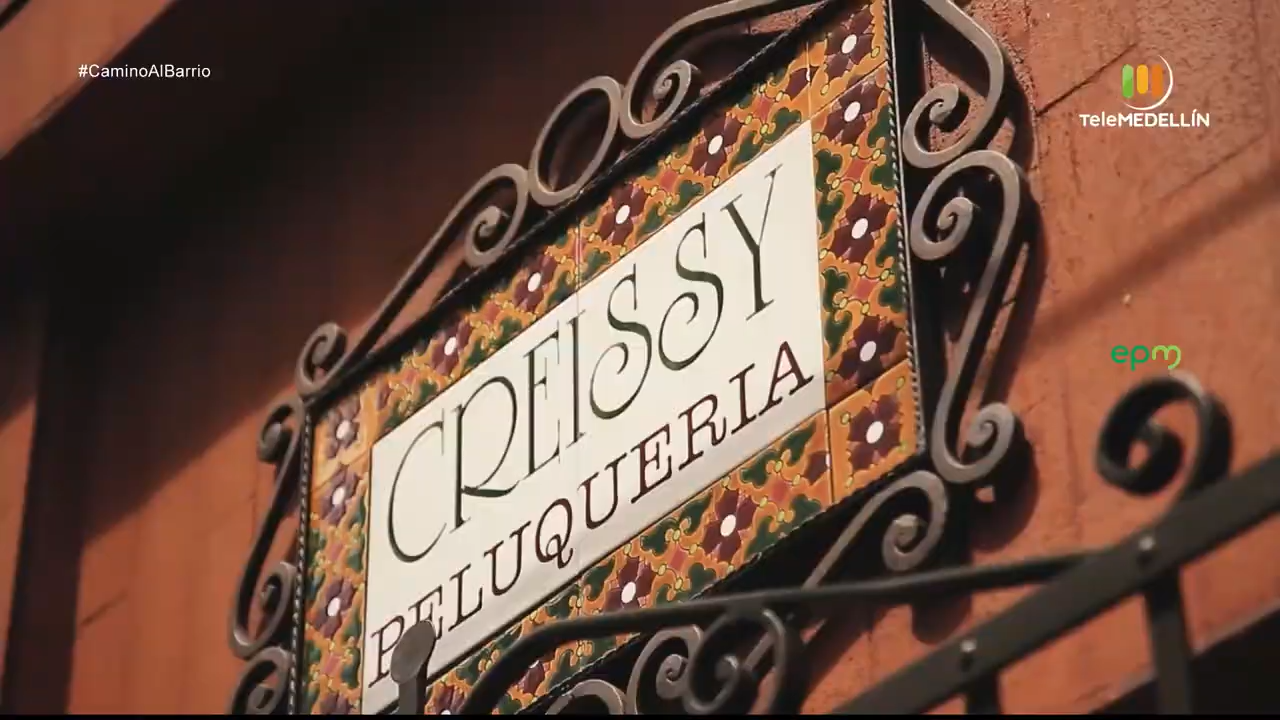 #CaminoAlBarrio
TeleMEDELLÍN
epm
CREISSY
PELUQUERIA